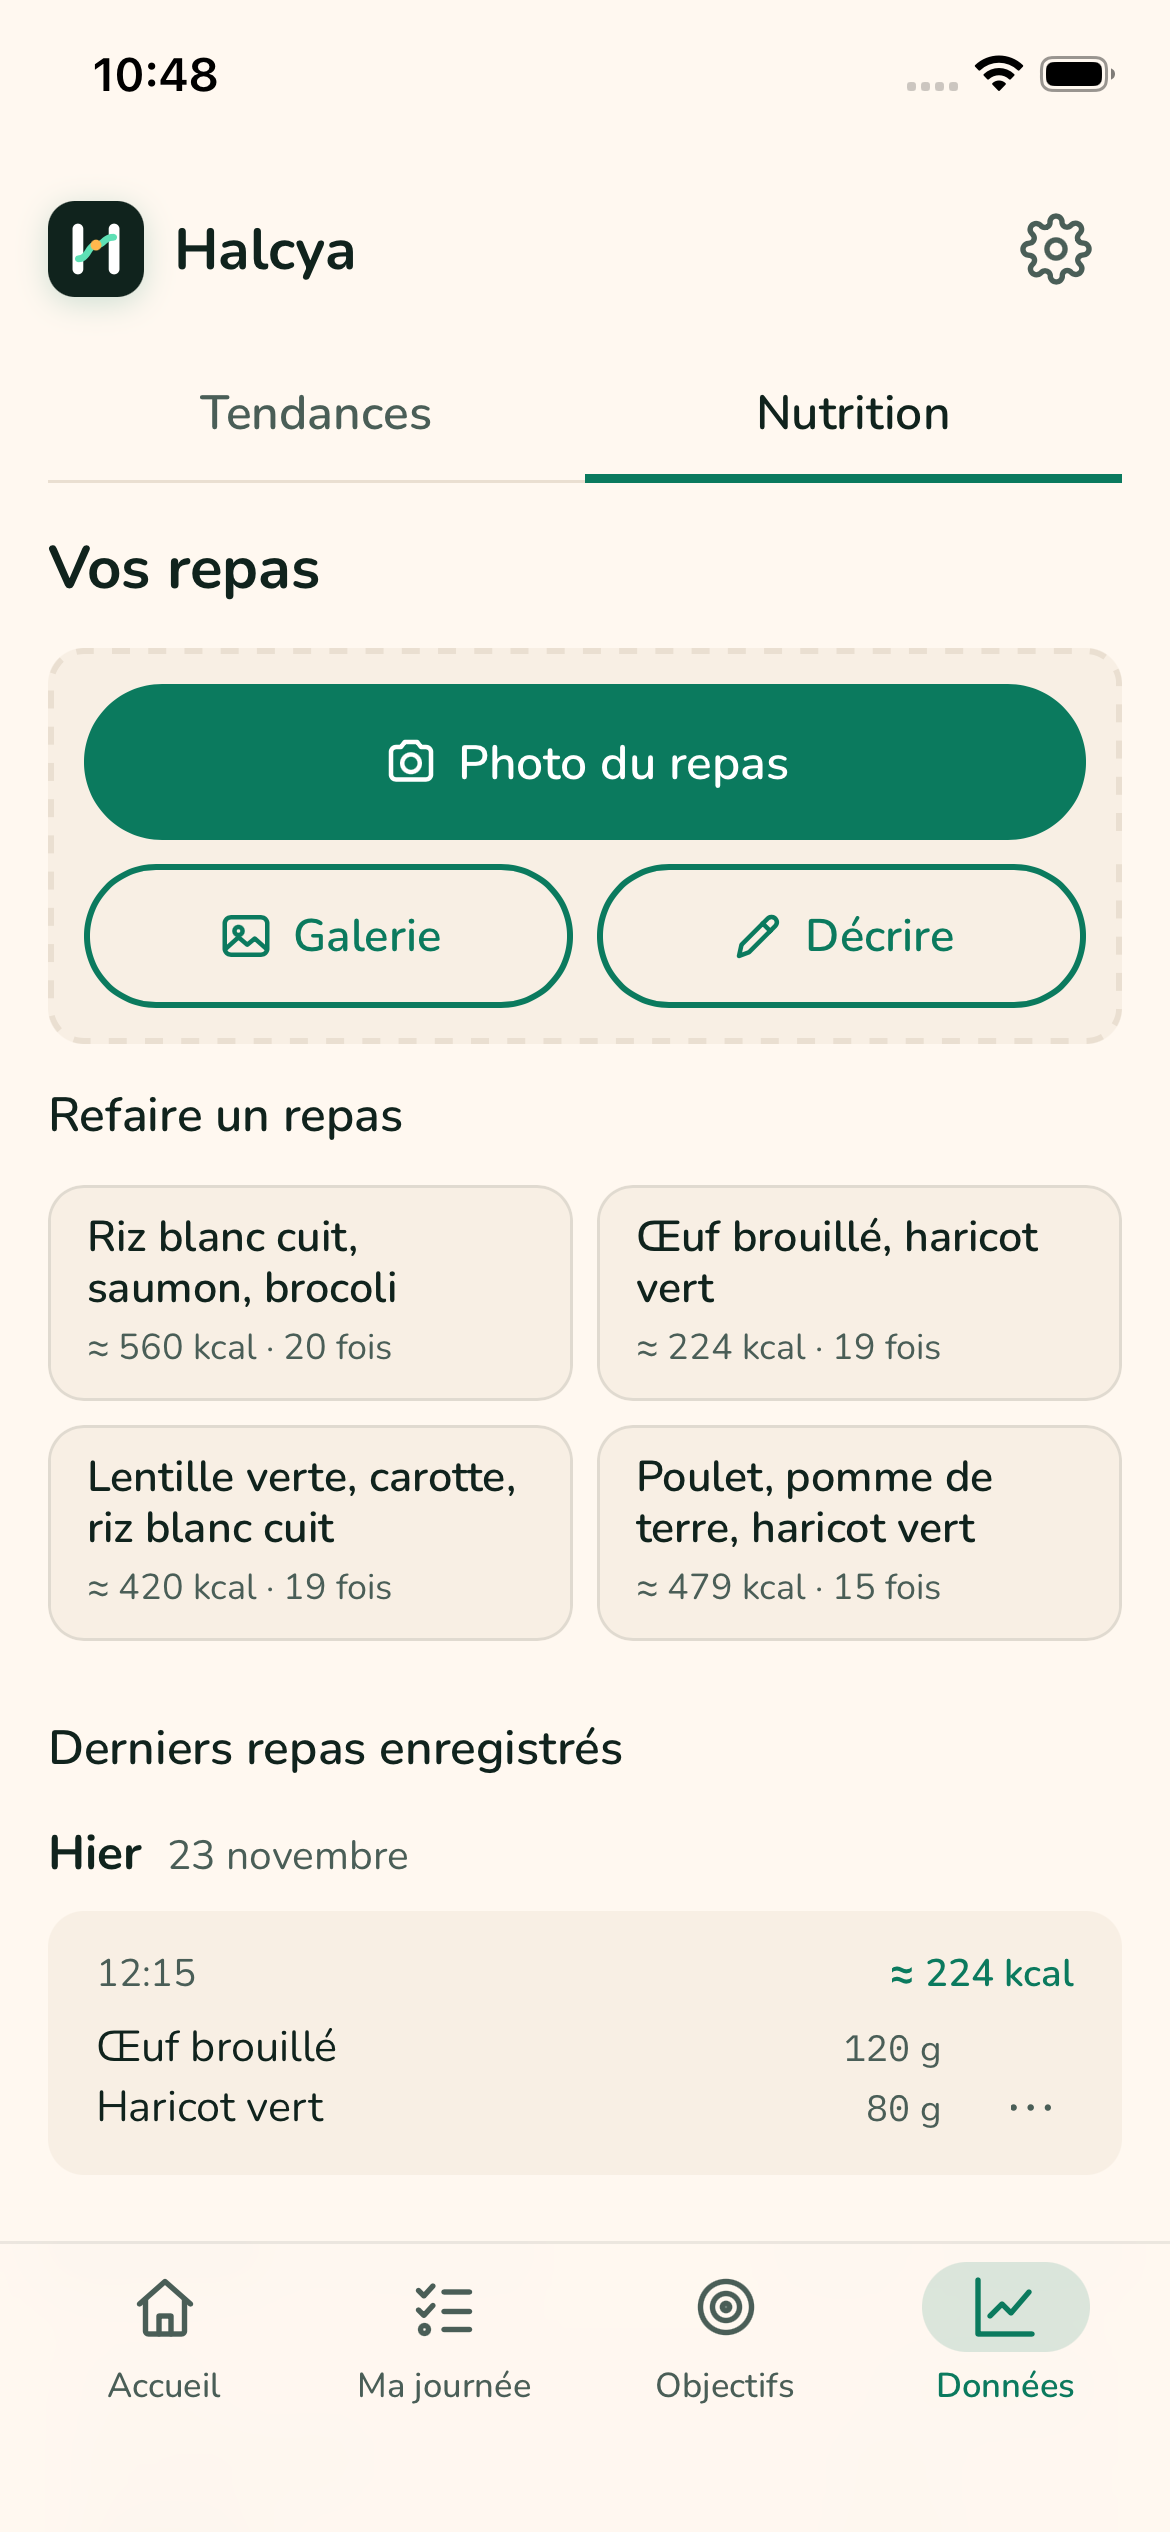 10:48
Halcya
Tendances
Nutrition
Vos repas
Photo du repas
Galerie
Décrire
Refaire un repas
Riz blanc cuit,
saumon, brocoli
≈ 560 kcal · 20 fois
Œuf brouillé, haricot
vert
≈ 224 kcal · 19 fois
Lentille verte, carotte,
riz blanc cuit
≈ 420 kcal · 19 fois
Poulet, pomme de
terre, haricot vert
≈ 479 kcal · 15 fois
Derniers repas enregistrés
Hier 23 novembre
12:15 ≈ 224 kcal
Œuf brouillé 120 g
Haricot vert 80 g
Accueil
Ma journée
Objectifs
Données